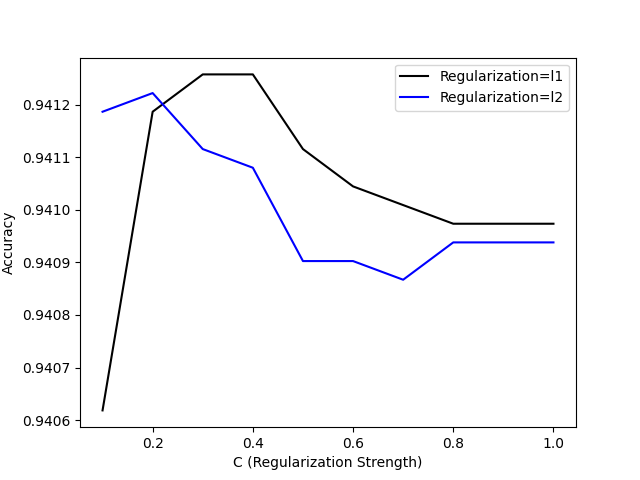 Regularization=l1
Regularization=l2
0.9412
0.9411
0.9410
0.9409
0.9408
0.9407
0.9406
Accuracy
0.2 0.4 0.6 0.8 1.0
C (Regularization Strength)